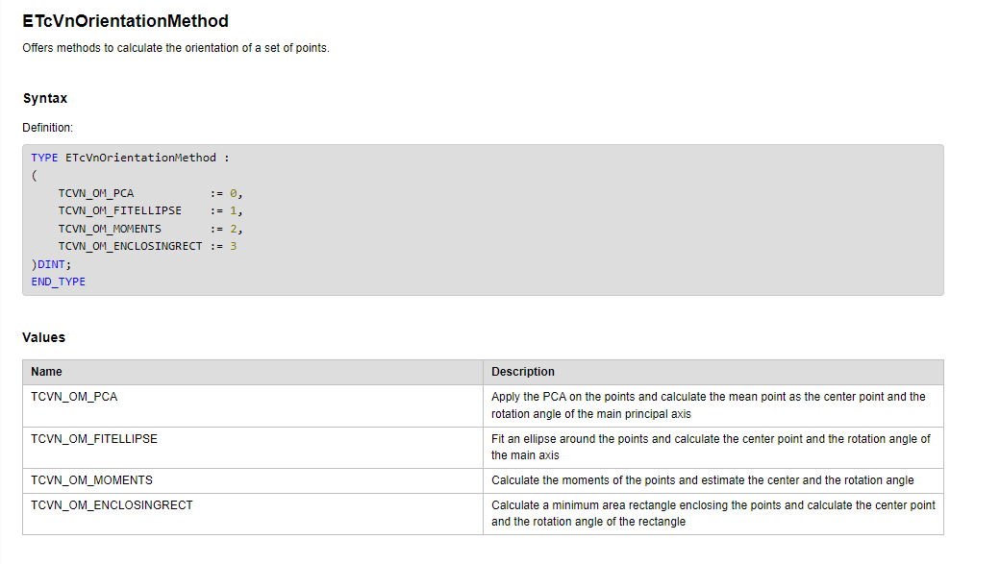 ETcVnOrientationMethod
Offers methods to calculate the orientation of a set of points.
Syntax
Definition:
TYPE ETcVnOrientationMethod :
(
    TCVN_OM_PCA           := 0,
    TCVN_OM_FITELLIPSE    := 1,
    TCVN_OM_MOMENTS       := 2,
    TCVN_OM_ENCLOSINGRECT := 3
)DINT;
END_TYPE
Values
Name Description
TCVN_OM_PCA Apply the PCA on the points and calculate the mean point as the center point and the
rotation angle of the main principal axis
TCVN_OM_FITELLIPSE Fit an ellipse around the points and calculate the center point and the rotation angle of
the main axis
TCVN_OM_MOMENTS Calculate the moments of the points and estimate the center and the rotation angle
TCVN_OM_ENCLOSINGRECT Calculate a minimum area rectangle enclosing the points and calculate the center point
and the rotation angle of the rectangle